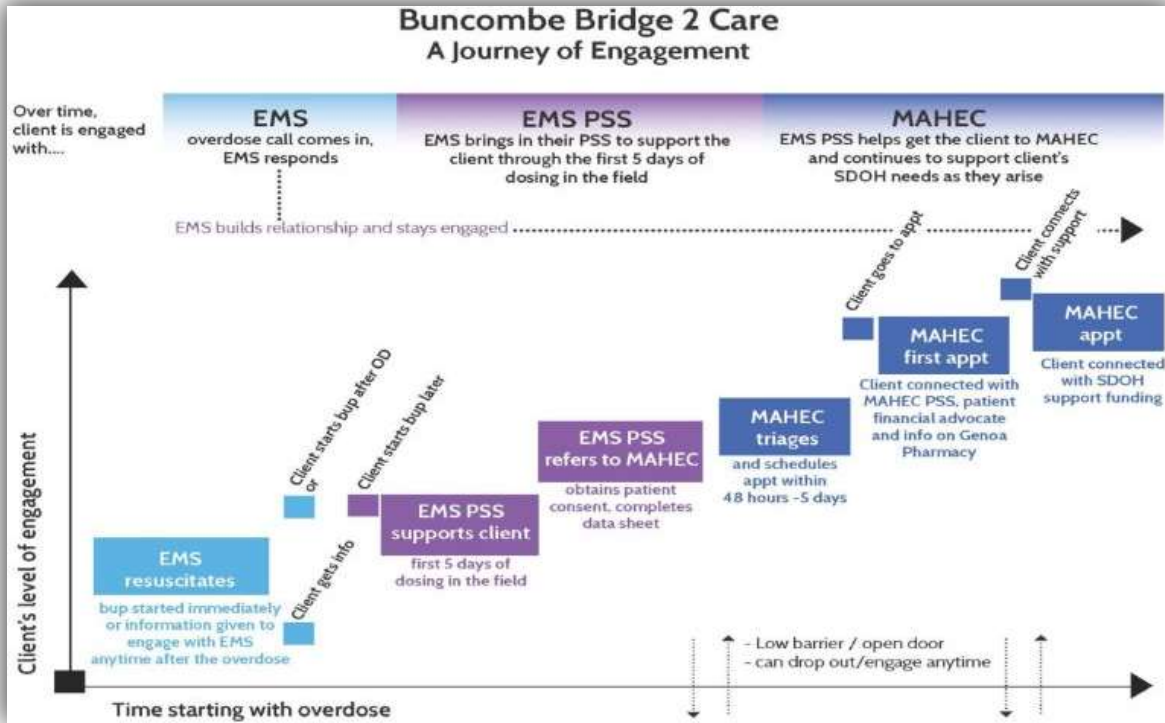 Buncombe Bridge 2 Care
A Journey of Engagement
Over time,
client is engaged
with....
EMS
overdose call comes in,
EMS responds
EMS PSS
EMS brings in their PSS to support the
client through the first 5 days of
dosing in the field
MAHEC
EMS PSS helps get the client to MAHEC
and continues to support client's
SDOH needs as they arise
EMS builds relationship and stays engaged
Client's level of engagement
EMS
resuscitates
bup started immediately
or information given to
engage with EMS
anytime after the overdose
Client starts bup after OD
or
Client gets info
Client starts bup later
EMS PSS
supports client
first 5 days of
dosing in the field
EMS PSS
refers to MAHEC
obtains patient
consent, completes
data sheet
MAHEC
triages
and schedules
appt within
48 hours -5 days
Client goes to appt
MAHEC
first appt
Client connected with
MAHEC PSS, patient
financial advocate
and info on Genoa
Pharmacy
Client connects
with support
MAHEC
appt
Client connected
with SDOH
support funding
- Low barrier / open door
- can drop out/engage anytime
Time starting with overdose